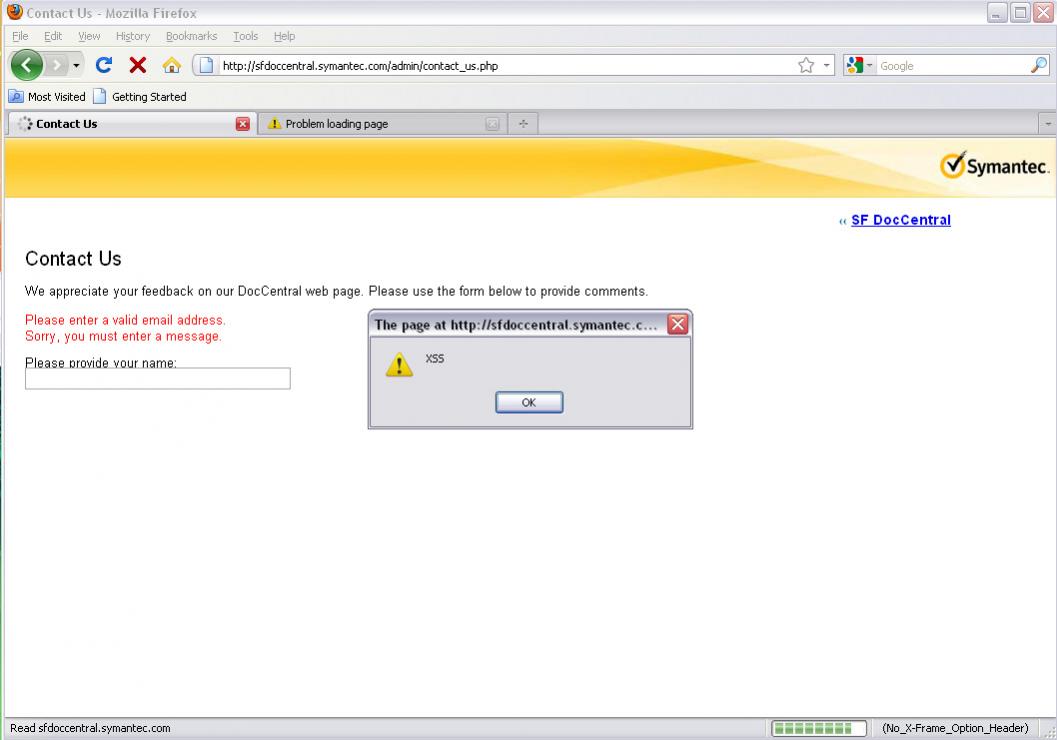 Contact Us - Mozilla Firefox
File Edit View History Bookmarks Tools Help
http://sfdoccentral.symantec.com/admin/contact_us.php
Google
Most Visited Getting Started
Contact Us Problem loading page
Symantec.
‹‹ SF DocCentral
Contact Us
We appreciate your feedback on our DocCentral web page. Please use the form below to provide comments.
Please enter a valid email address.
Sorry, you must enter a message.
Please provide your name:
The page at http://sfdoccentral.symantec.c...
XSS
OK
Read sfdoccentral.symantec.com
(No_X-Frame_Option_Header)